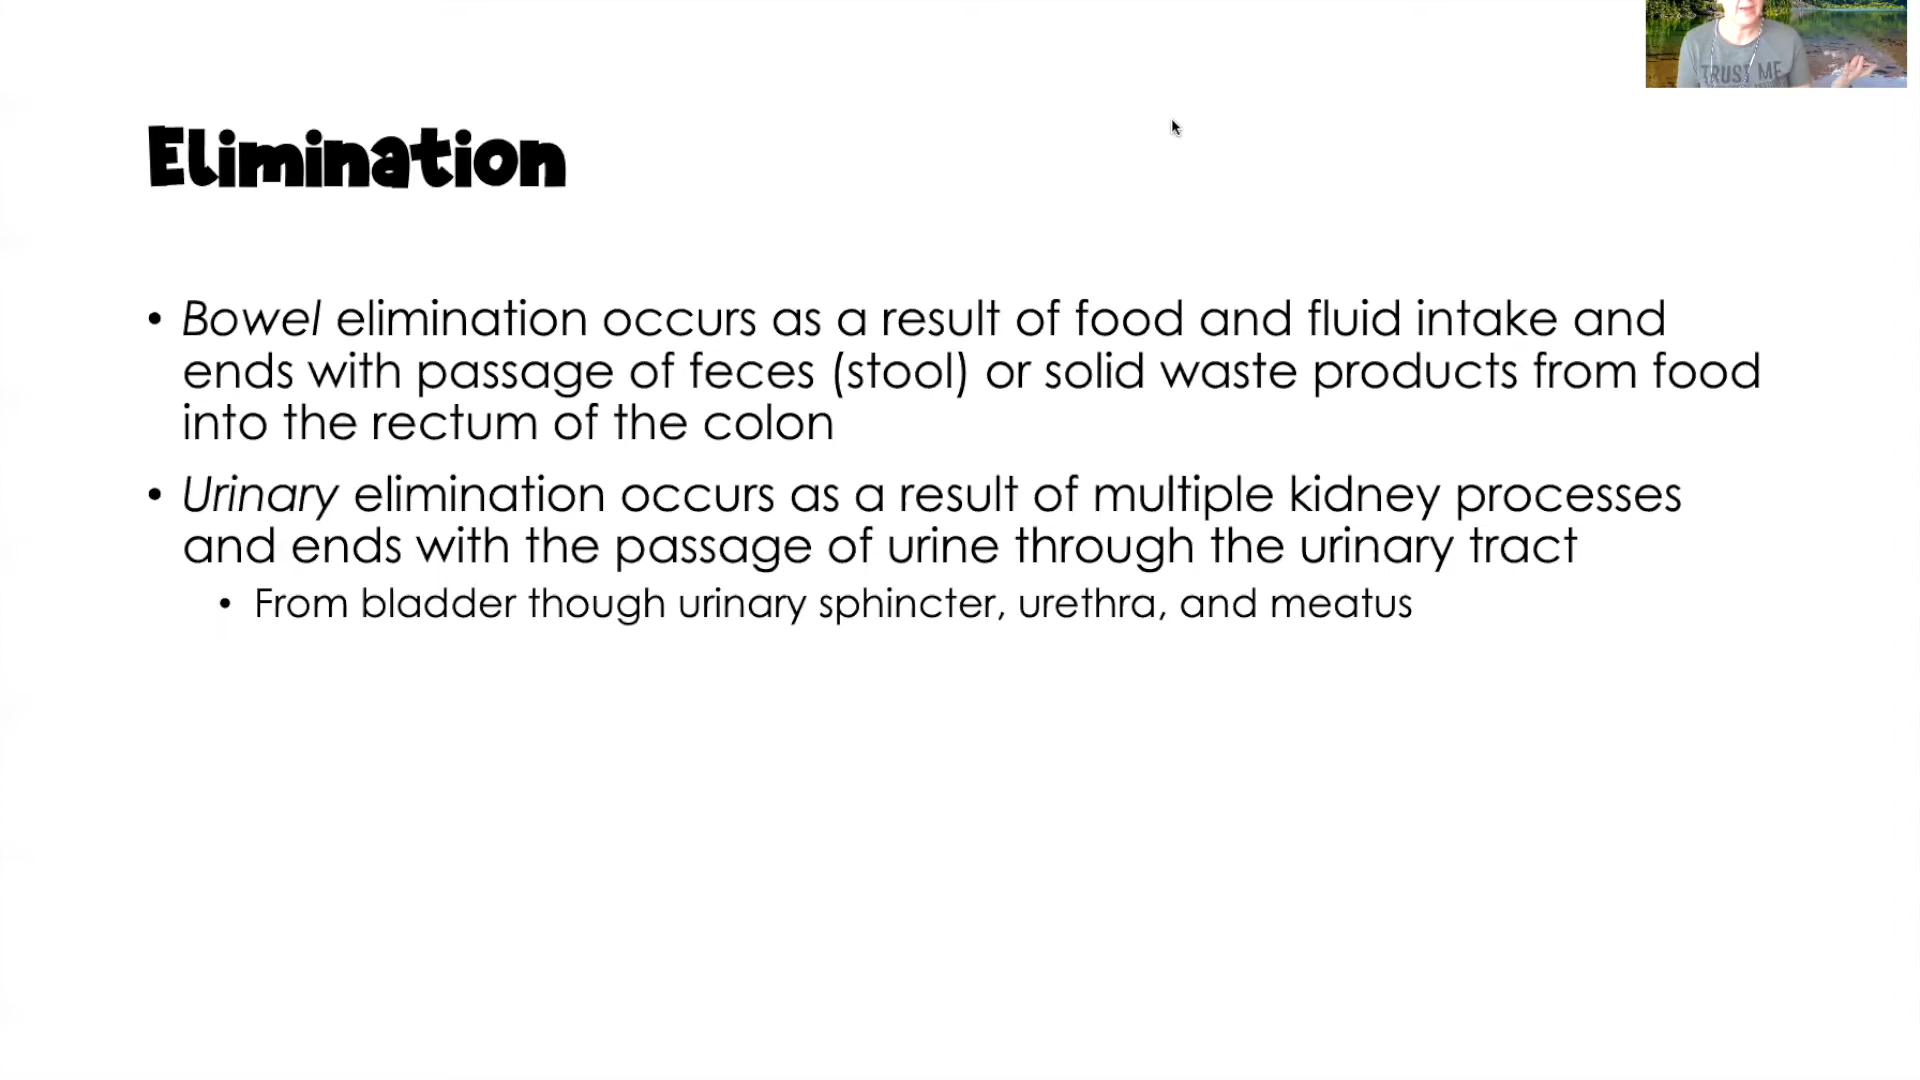 TRUST ME
Elimination
• Bowel elimination occurs as a result of food and fluid intake and
ends with passage of feces (stool) or solid waste products from food
into the rectum of the colon
• Urinary elimination occurs as a result of multiple kidney processes
and ends with the passage of urine through the urinary tract
• From bladder though urinary sphincter, urethra, and meatus